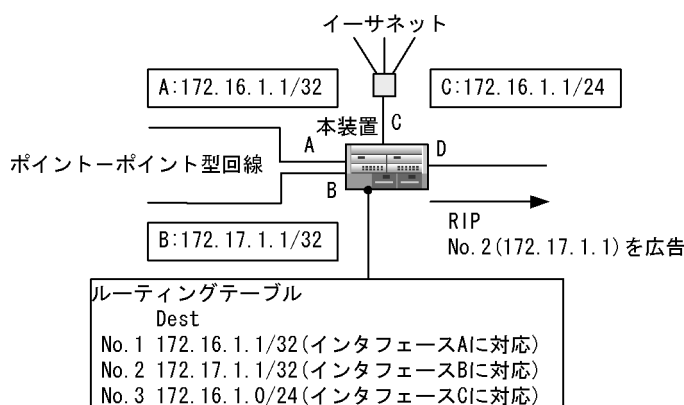 イーサネット
A:172.16.1.1/32
C:172.16.1.1/24
本装置
C
A
D
ポイントーポイント型回線
B
RIP
No.2(172.17.1.1)を広告
B:172.17.1.1/32
ルーティングテーブル
Dest
No.1 172.16.1.1/32(インタフェースAに対応)
No.2 172.17.1.1/32(インタフェースBに対応)
No.3 172.16.1.0/24(インタフェースCに対応)